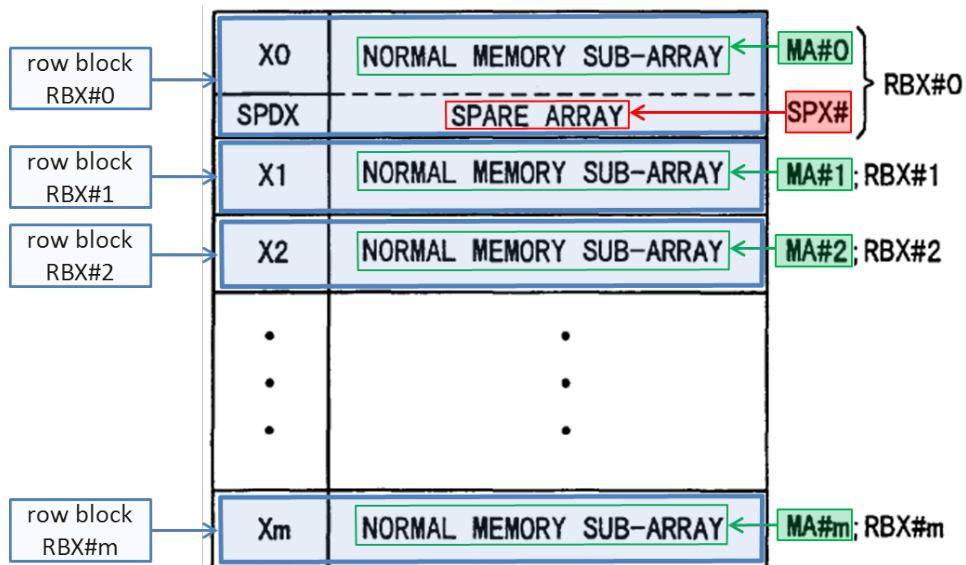 row block
RBX#0
X0 NORMAL MEMORY SUB-ARRAY MA#0
RBX#0
SPDX SPARE ARRAY SPX#
row block
RBX#1
X1 NORMAL MEMORY SUB-ARRAY MA#1; RBX#1
row block
RBX#2
X2 NORMAL MEMORY SUB-ARRAY MA#2; RBX#2
row block
RBX#m
Xm NORMAL MEMORY SUB-ARRAY MA#m; RBX#m